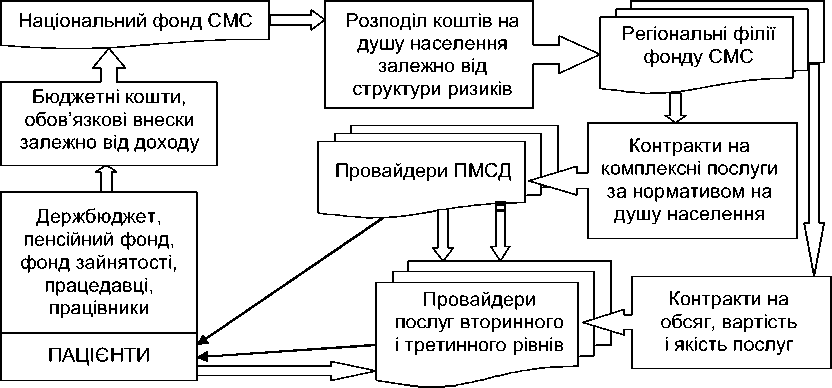 Національний фонд СМС
Розподіл коштів на
душу населення
залежно від
структури ризиків
Регіональні філії
фонду СМС
Бюджетні кошти,
обов’язкові внески
залежно від доходу
Провайдери ПМСД
Контракти на
комплексні послуги
за нормативом на
душу населення
Держбюджет,
пенсійний фонд,
фонд зайнятості,
працедавці,
працівники
ПАЦІЄНТИ
Провайдери
послуг вторинного
і третинного рівнів
Контракти на
обсяг, вартість
і якість послуг